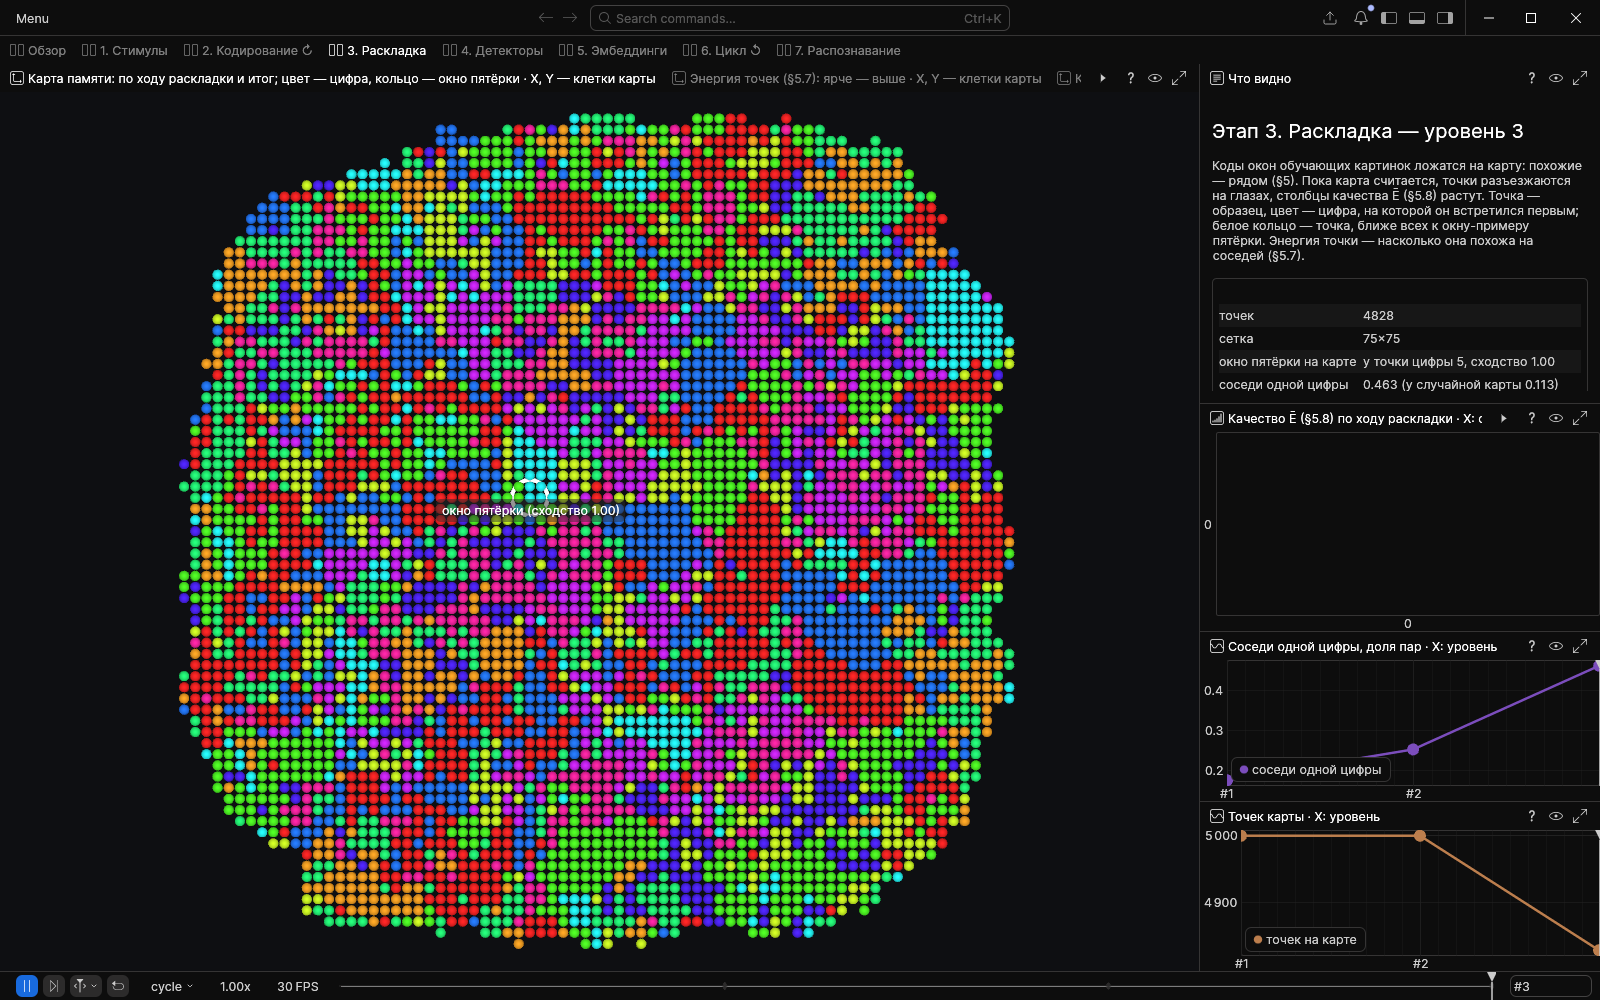 Menu
Search commands...
Ctrl+K
Обзор
1. Стимулы
2. Кодирование
3. Раскладка
4. Детекторы
5. Эмбеддинги
6. Цикл
7. Распознавание
Карта памяти: по ходу раскладки и итог; цвет — цифра, кольцо — окно пятёрки · X, Y — клетки карты
Энергия точек (§5.7): ярче — выше · X, Y — клетки карты
окно пятёрки (сходство 1.00)
Что видно
Этап 3. Раскладка — уровень 3
Коды окон обучающих картинок ложатся на карту: похожие
— рядом (§5). Пока карта считается, точки разъезжаются
на глазах, столбцы качества Ē (§5.8) растут. Точка —
образец, цвет — цифра, на которой он встретился первым;
белое кольцо — точка, ближе всех к окну-примеру
пятёрки. Энергия точки — насколько она похожа на
соседей (§5.7).
точек 4828
сетка 75×75
окно пятёрки на карте у точки цифры 5, сходство 1.00
соседи одной цифры 0.463 (у случайной карты 0.113)
Качество Ē (§5.8) по ходу раскладки · X:
0
0
Соседи одной цифры, доля пар · X: уровень
0.4
0.3
0.2
соседи одной цифры
#1 #2
Точек карты · X: уровень
5 000
4 900
точек на карте
#1 #2
cycle
1.00x
30 FPS
#3